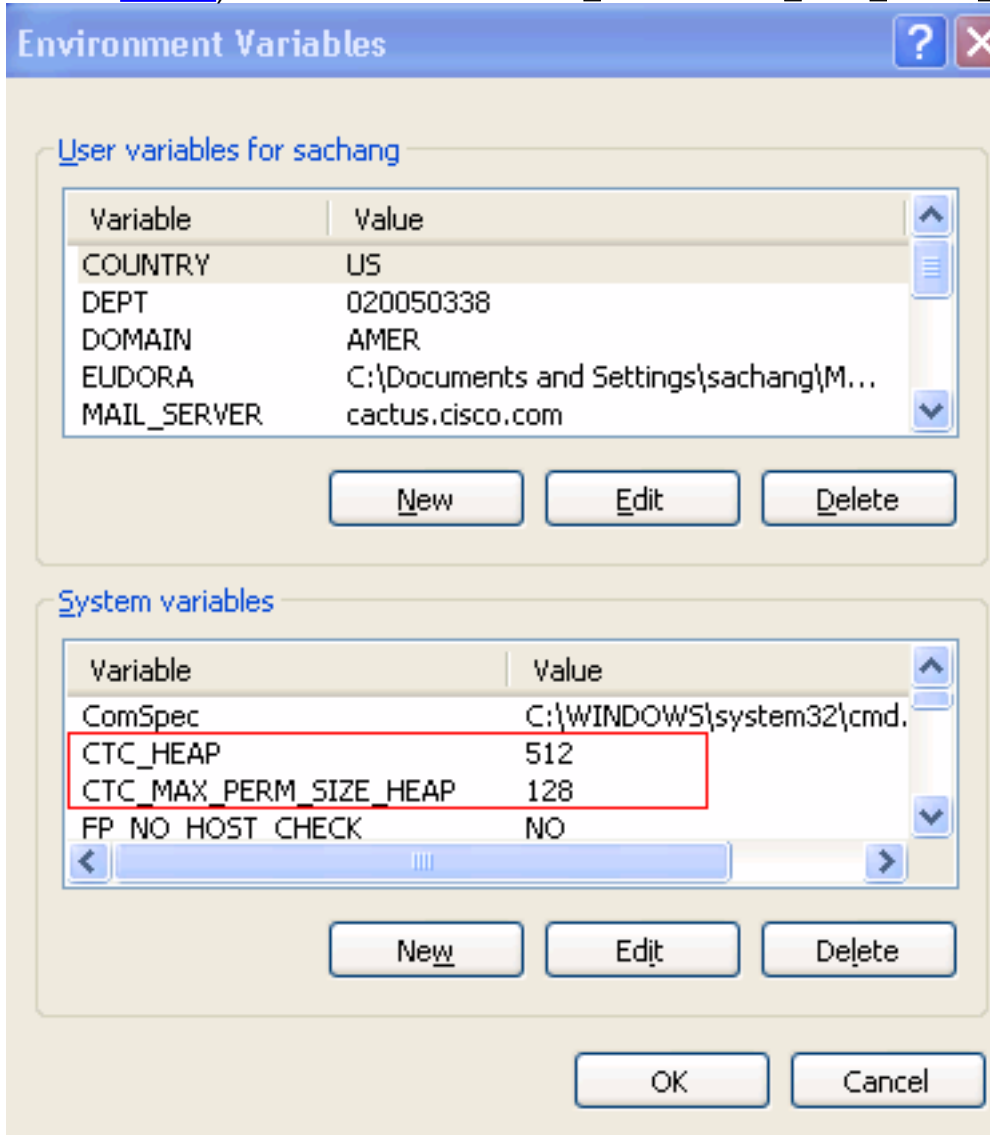 Environment Variables
User variables for sachang
Variable Value
COUNTRY US
DEPT 020050338
DOMAIN AMER
EUDORA C:\Documents and Settings\sachang\M...
MAIL_SERVER cactus.cisco.com
New Edit Delete
System variables
Variable Value
ComSpec C:\WINDOWS\system32\cmd.
CTC_HEAP 512
CTC_MAX_PERM_SIZE_HEAP 128
FP_NO_HOST_CHECK NO
New Edit Delete
OK Cancel